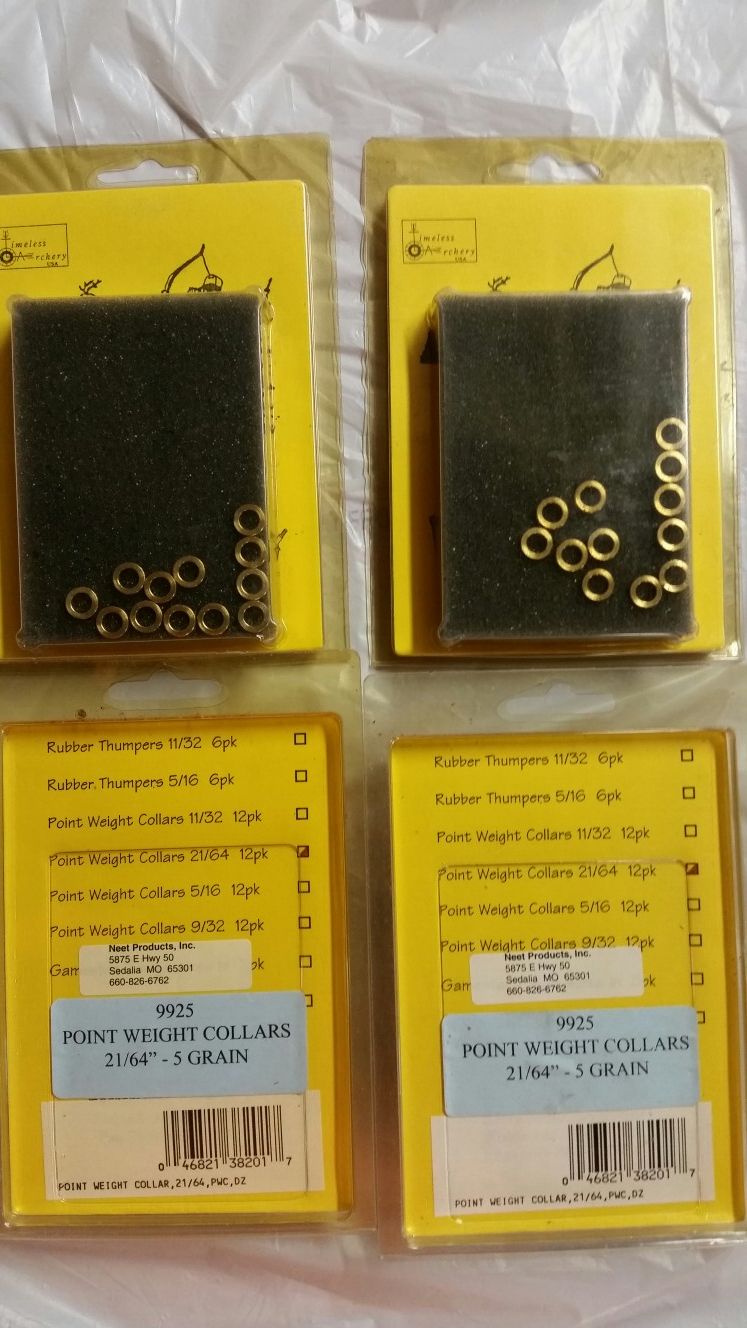 Timeless
Archery
USA
Timeless
Archery
USA
Rubber Thumpers 11/32 6pk
Rubber Thumpers 5/16 6pk
Point Weight Collars 11/32 12pk
Point Weight Collars 21/64 12pk
Point Weight Collars 5/16 12pk
Point Weight Collars 9/32 12pk
Gam
Neet Products, Inc.
5875 E Hwy 50
Sedalia MO 65301
660-826-6762
9925
POINT WEIGHT COLLARS
21/64” - 5 GRAIN
0 46821 38201 7
POINT WEIGHT COLLAR,21/64,PWC,DZ
Rubber Thumpers 11/32 6pk
Rubber Thumpers 5/16 6pk
Point Weight Collars 11/32 12pk
Point Weight Collars 21/64 12pk
Point Weight Collars 5/16 12pk
Point Weight Collars 9/32 12pk
Gam
Neet Products, Inc.
5875 E Hwy 50
Sedalia MO 65301
660-826-6762
9925
POINT WEIGHT COLLARS
21/64” - 5 GRAIN
0 46821 38201 7
POINT WEIGHT COLLAR,21/64,PWC,DZ